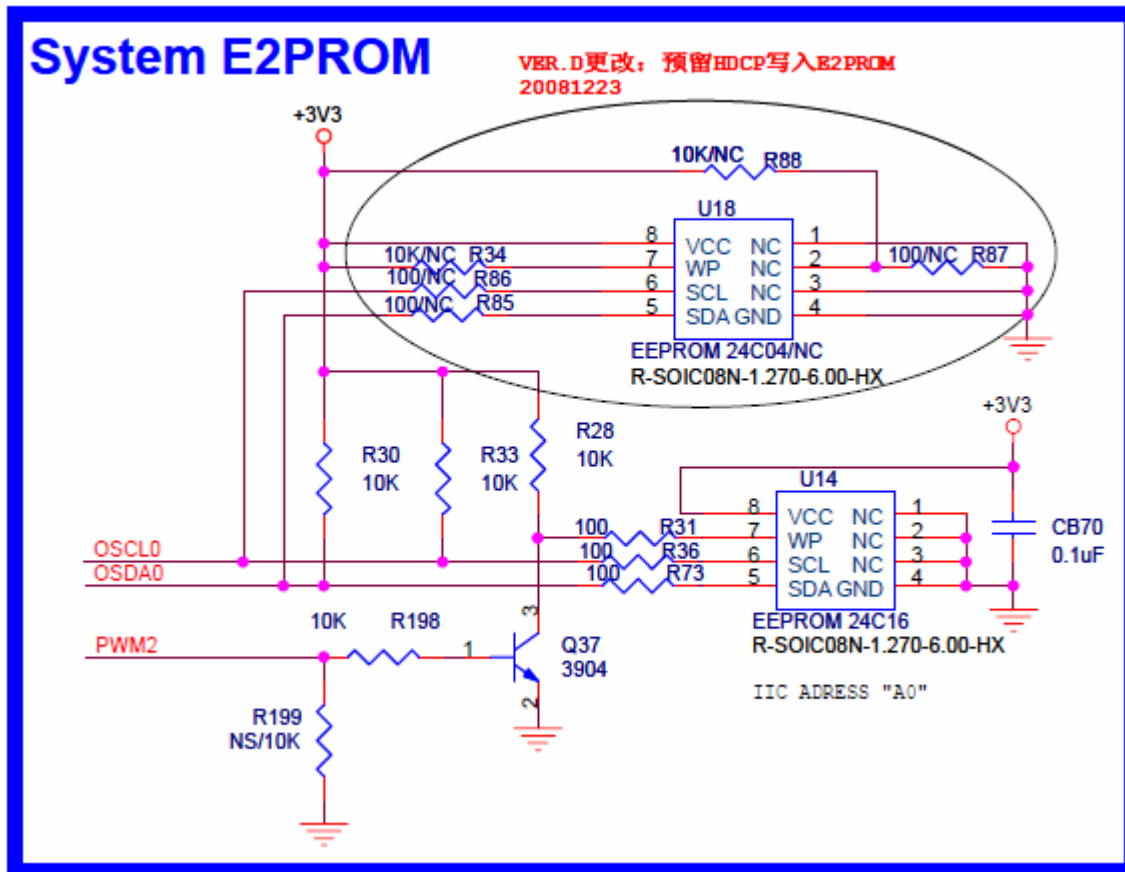 System E2PROM
VER.D更改：预留HDCP写入E2PROM
20081223
+3V3
10K/NC R88
U18
8 VCC NC 1
10K/NC R34 7 WP NC 2 100/NC R87
100/NC R86 6 SCL NC 3
100/NC R85 5 SDA GND 4
EEPROM 24C04/NC
R-SOIC08N-1.270-6.00-HX
+3V3
R28
10K
R30
10K
R33
10K
U14
8 VCC NC 1
100 R31 7 WP NC 2
100 R36 6 SCL NC 3
100 R73 5 SDA GND 4
CB70
0.1uF
OSCL0
OSDA0
EEPROM 24C16
R-SOIC08N-1.270-6.00-HX
IIC ADRESS "A0"
10K R198
PWM2
1
3
2
Q37
3904
R199
NS/10K